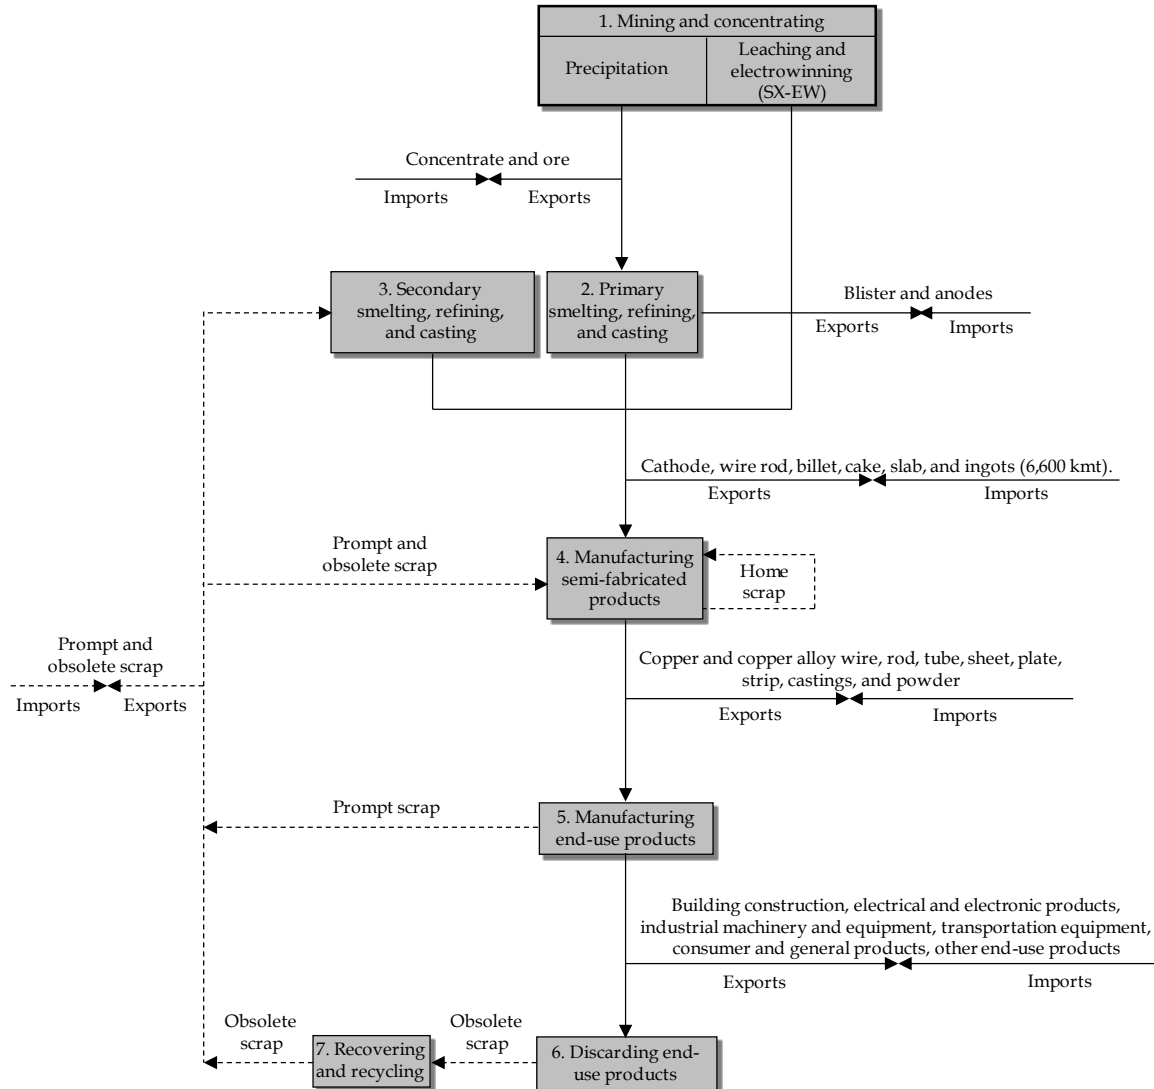 1. Mining and concentrating
Precipitation
Leaching and
electrowinning
(SX-EW)
Concentrate and ore
Imports
Exports
3. Secondary
smelting, refining,
and casting
2. Primary
smelting, refining,
and casting
Blister and anodes
Exports
Imports
Cathode, wire rod, billet, cake, slab, and ingots (6,600 kmt).
Exports
Imports
Prompt and
obsolete scrap
4. Manufacturing
semi-fabricated
products
Home
scrap
Prompt and
obsolete scrap
Imports
Exports
Copper and copper alloy wire, rod, tube, sheet, plate,
strip, castings, and powder
Exports
Imports
Prompt scrap
5. Manufacturing
end-use products
Building construction, electrical and electronic products,
industrial machinery and equipment, transportation equipment,
consumer and general products, other end-use products
Exports
Imports
Obsolete
scrap
7. Recovering
and recycling
Obsolete
scrap
6. Discarding end-
use products